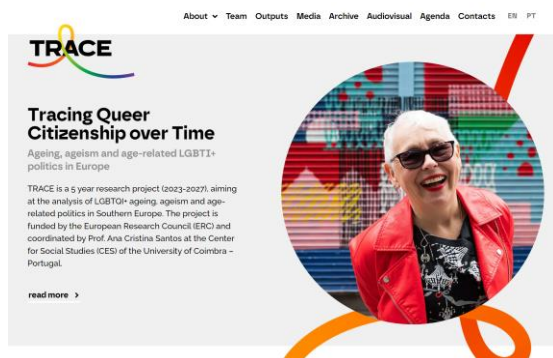 About Team Outputs Media Archive Audiovisual Agenda Contacts EN PT
TRACE
Tracing Queer
Citizenship over Time
Ageing, ageism and age-related LGBTI+
politics in Europe
TRACE is a 5 year research project (2023-2027), aiming
at the analysis of LGBTQI+ ageing, ageism and age-
related politics in Southern Europe. The project is
funded by the European Research Council (ERC) and
coordinated by Prof. Ana Cristina Santos at the Center
for Social Studies (CES) of the University of Coimbra –
Portugal.
read more >